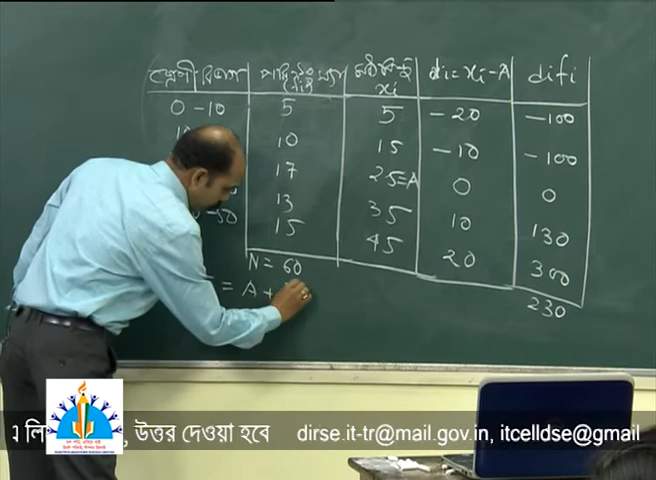 শ্রেণী-বিভাগ পরিসংখ্যা (fi) xi di = xi - A difi
0 - 10 5 5 - 20 - 100
10 15 - 10 - 100
17 25 = A 0 0
13 35 10 130
- 50 15 45 20 300
N = 60 230
= A +
লি উত্তর দেওয়া হবে dirse.it-tr@mail.gov.in, itcelldse@gmail